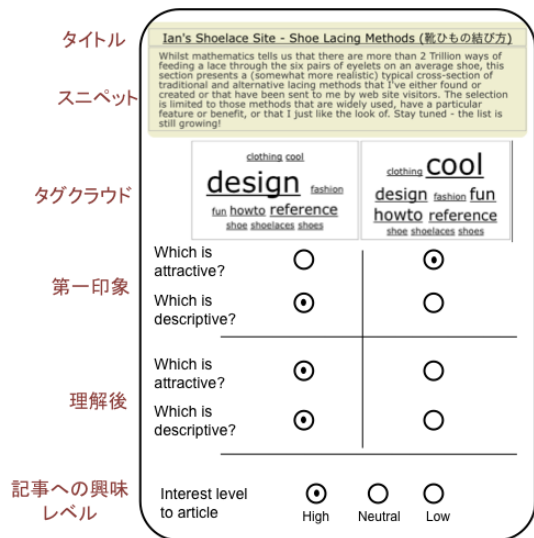 タイトル
Ian's Shoelace Site - Shoe Lacing Methods (靴ひもの結び方)
スニペット
Whilst mathematics tells us that there are more than 2 Trillion ways of
feeding a lace through the six pairs of eyelets on an average shoe, this
section presents a (somewhat more realistic) typical cross-section of
traditional and alternative lacing methods that I've either found or
created or that have been sent to me by web site visitors. The selection
is limited to those methods that are widely used, have a particular
feature or benefit, or that I just like the look of. Stay tuned - the list is
still growing!
タグクラウド
clothing cool
design fashion
fun howto reference
shoe shoelaces shoes
clothing cool
design fashion fun
howto reference
shoe shoelaces shoes
第一印象
Which is
attractive?
Which is
descriptive?
理解後
Which is
attractive?
Which is
descriptive?
記事への興味
レベル
Interest level
to article
High Neutral Low